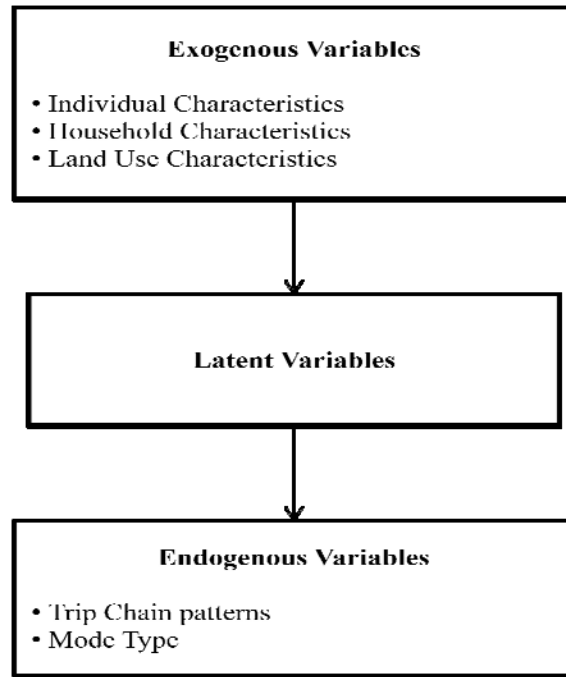 Exogenous Variables
• Individual Characteristics
• Household Characteristics
• Land Use Characteristics
Latent Variables
Endogenous Variables
• Trip Chain patterns
• Mode Type